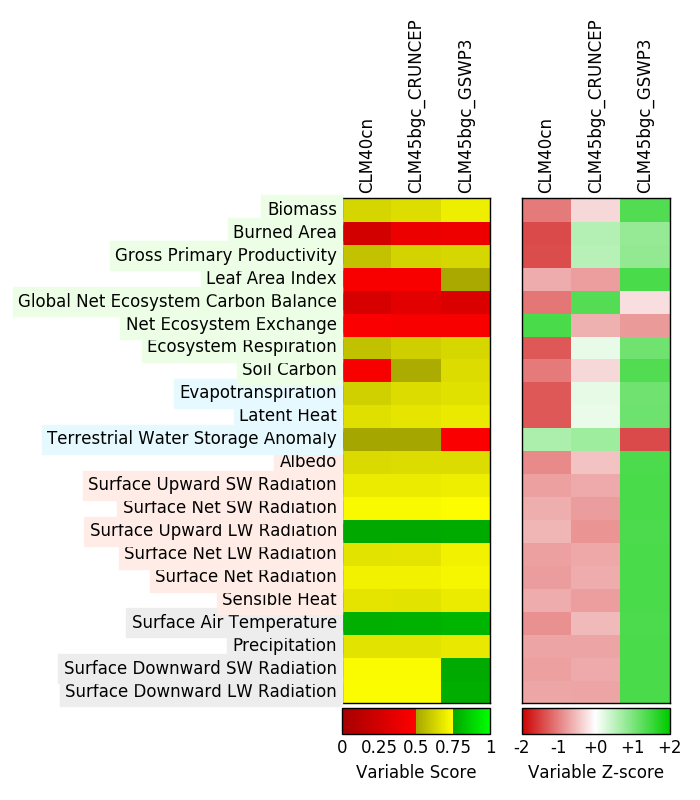 CLM40cn
CLM45bgc_CRUNCEP
CLM45bgc_GSWP3
CLM40cn
CLM45bgc_CRUNCEP
CLM45bgc_GSWP3
Biomass
Burned Area
Gross Primary Productivity
Leaf Area Index
Global Net Ecosystem Carbon Balance
Net Ecosystem Exchange
Ecosystem Respiration
Soil Carbon
Evapotranspiration
Latent Heat
Terrestrial Water Storage Anomaly
Albedo
Surface Upward SW Radiation
Surface Net SW Radiation
Surface Upward LW Radiation
Surface Net LW Radiation
Surface Net Radiation
Sensible Heat
Surface Air Temperature
Precipitation
Surface Downward SW Radiation
Surface Downward LW Radiation
0 0.25 0.5 0.75 1
Variable Score
-2 -1 +0 +1 +2
Variable Z-score